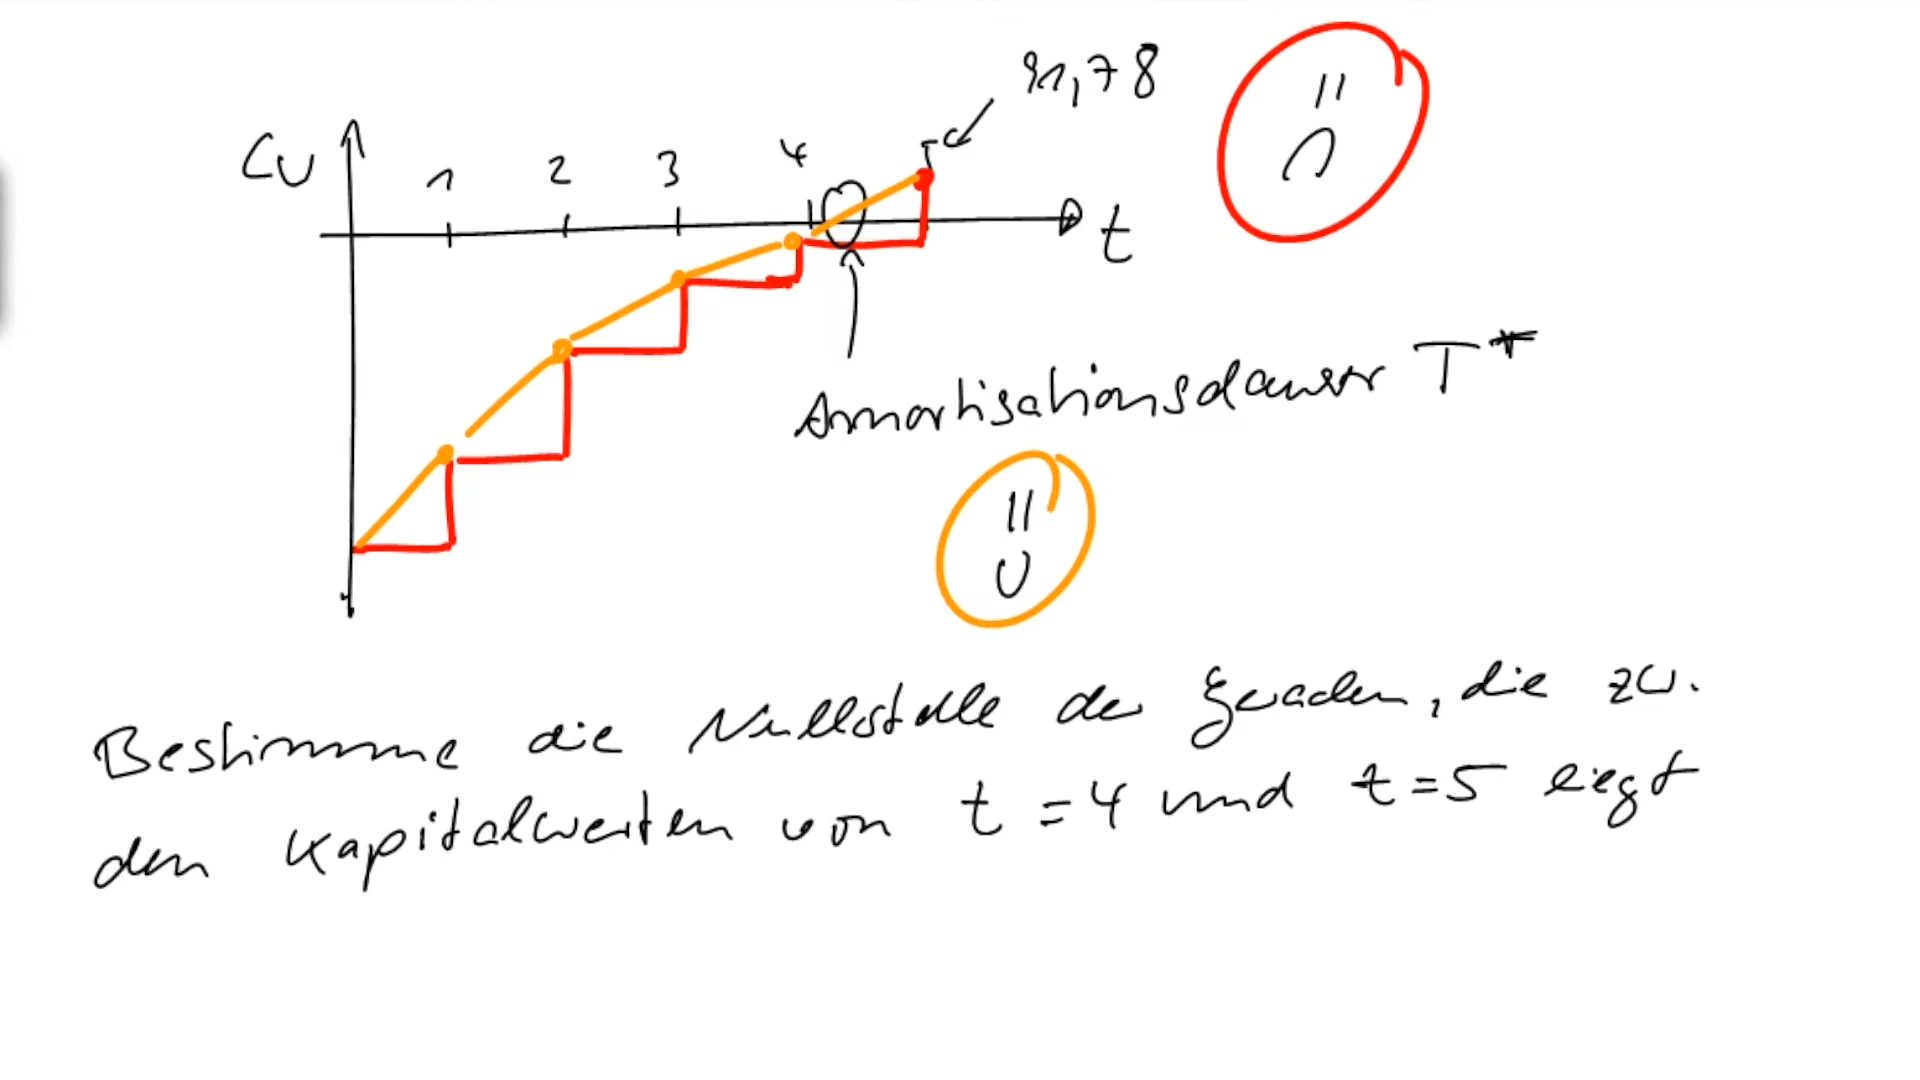 91,78
CV 1 2 3 4
t
Amortisationsdauer T*
Bestimme die Nullstelle der Geraden, die zw.
den Kapitalwerten von t = 4 und t = 5 liegt